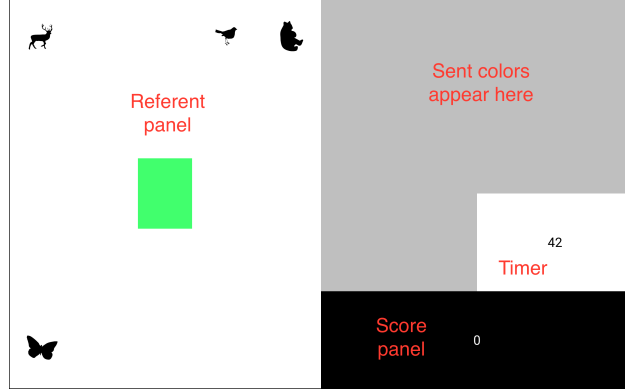 Referent
panel
Sent colors
appear here
42
Timer
Score
panel
0